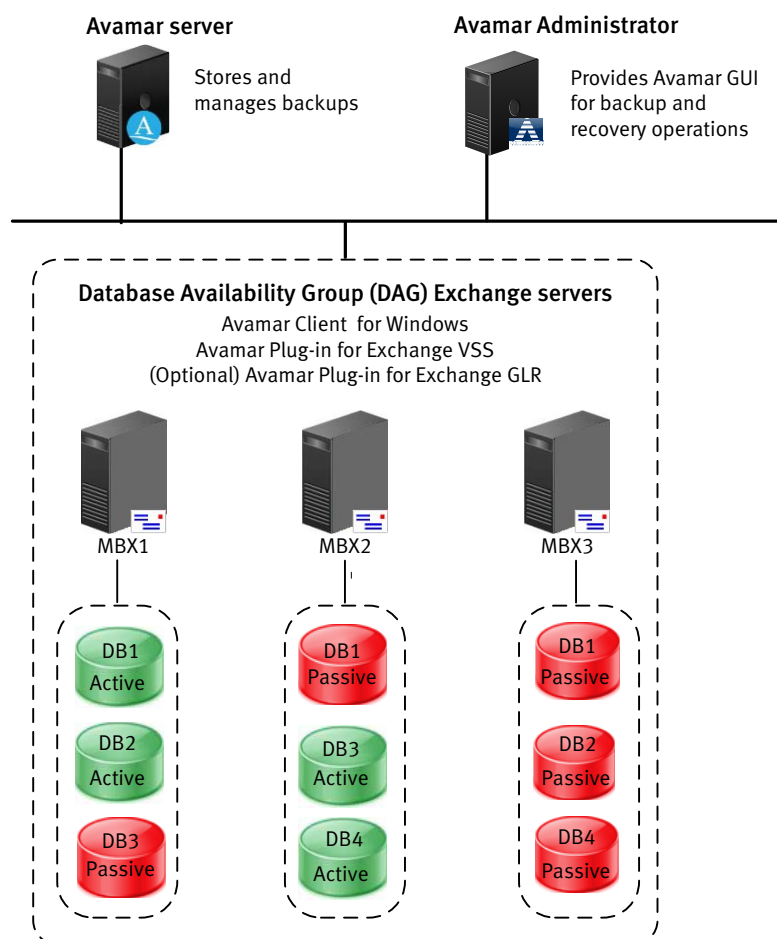 Avamar server
Stores and
manages backups
Avamar Administrator
Provides Avamar GUI
for backup and
recovery operations
Database Availability Group (DAG) Exchange servers
Avamar Client for Windows
Avamar Plug-in for Exchange VSS
(Optional) Avamar Plug-in for Exchange GLR
MBX1
MBX2
MBX3
DB1
Active
DB2
Active
DB3
Passive
DB1
Passive
DB3
Active
DB4
Active
DB1
Passive
DB2
Passive
DB4
Passive